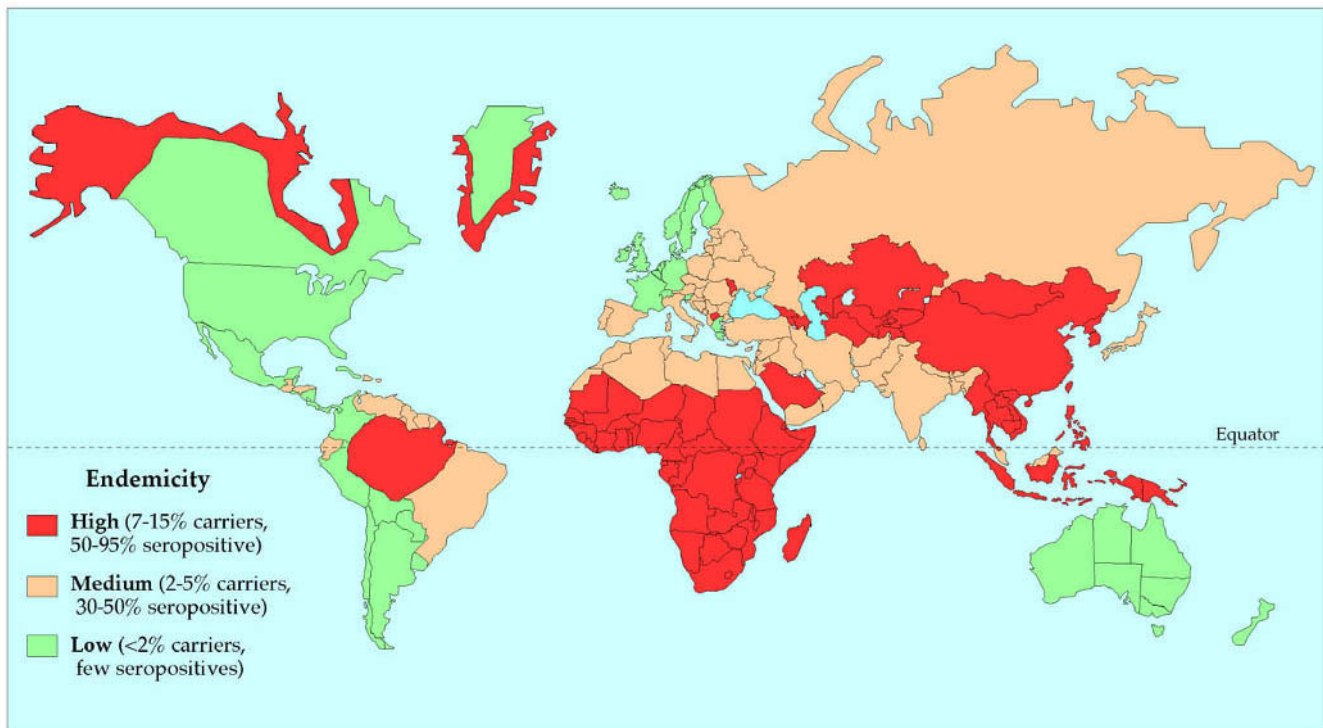 Equator
Endemicity
High (7-15% carriers,
50-95% seropositive)
Medium (2-5% carriers,
30-50% seropositive)
Low (<2% carriers,
few seropositives)